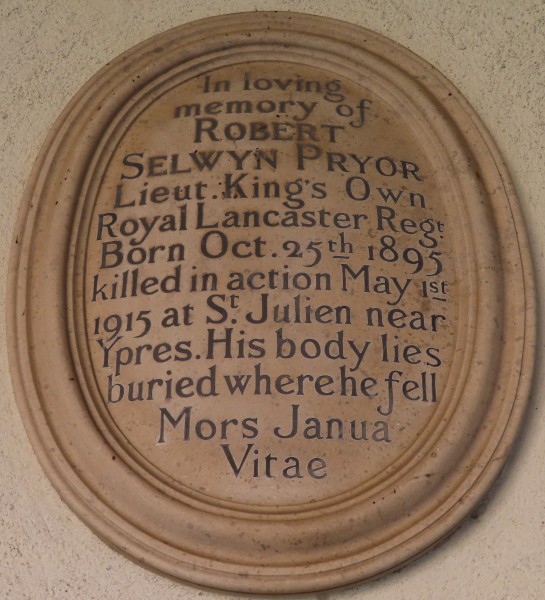 In loving
memory of
ROBERT
SELWYN PRYOR
Lieut. King's Own
Royal Lancaster Regt.
Born Oct. 25th 1895
killed in action May 1st
1915 at St. Julien near
Ypres. His body lies
buried where he fell
Mors Janua
Vitae